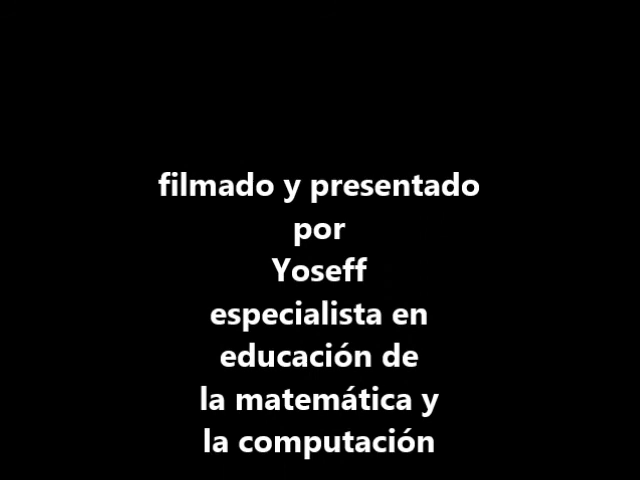 filmado y presentado
por
Yoseff
especialista en
educación de
la matemática y
la computación